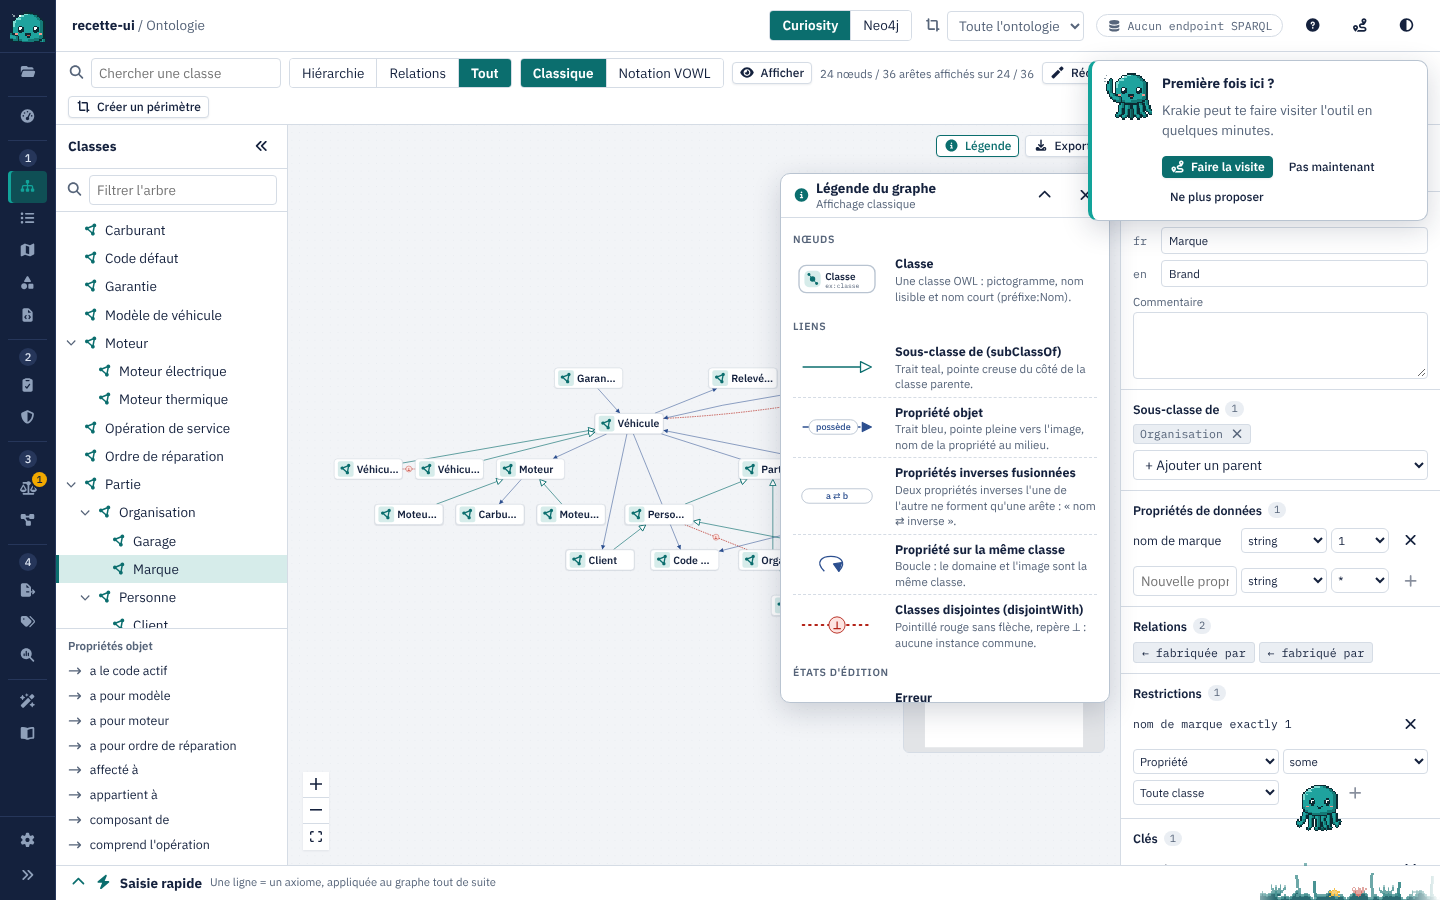 recette-ui / Ontologie
Curiosity
Neo4j
Toute l'ontologie
Aucun endpoint SPARQL
Chercher une classe
Hiérarchie
Relations
Tout
Classique
Notation VOWL
Afficher
24 nœuds / 36 arêtes affichés sur 24 / 36
Créer un périmètre
Première fois ici ?
Krakie peut te faire visiter l'outil en
quelques minutes.
Faire la visite
Pas maintenant
Ne plus proposer
1
2
3
1
4
Classes
Filtrer l'arbre
Carburant
Code défaut
Garantie
Modèle de véhicule
Moteur
Moteur électrique
Moteur thermique
Opération de service
Ordre de réparation
Partie
Organisation
Garage
Marque
Personne
Client
Propriétés objet
a le code actif
a pour modèle
a pour moteur
a pour ordre de réparation
affecté à
appartient à
composant de
comprend l'opération
Légende
Export
Garan...
Relevé...
Véhicule
Véhicu...
Véhicu...
Moteur
Part
Moteu...
Carbu...
Moteu...
Perso...
Client
Code ...
Orga
Légende du graphe
Affichage classique
NŒUDS
Classe
ex:classe
Classe
Une classe OWL : pictogramme, nom
lisible et nom court (préfixe:Nom).
LIENS
Sous-classe de (subClassOf)
Trait teal, pointe creuse du côté de la
classe parente.
possède
Propriété objet
Trait bleu, pointe pleine vers l'image,
nom de la propriété au milieu.
a ⇄ b
Propriétés inverses fusionnées
Deux propriétés inverses l'une de
l'autre ne forment qu'une arête : « nom
⇄ inverse ».
Propriété sur la même classe
Boucle : le domaine et l'image sont la
même classe.
Classes disjointes (disjointWith)
Pointillé rouge sans flèche, repère ⊥ :
aucune instance commune.
ÉTATS D'ÉDITION
Erreur
fr
Marque
en
Brand
Commentaire
Sous-classe de 1
Organisation
+ Ajouter un parent
Propriétés de données 1
nom de marque
string
1
Nouvelle propr
string
*
Relations 2
← fabriquée par
← fabriqué par
Restrictions 1
nom de marque exactly 1
Propriété
some
Toute classe
Clés 1
Saisie rapide
Une ligne = un axiome, appliquée au graphe tout de suite